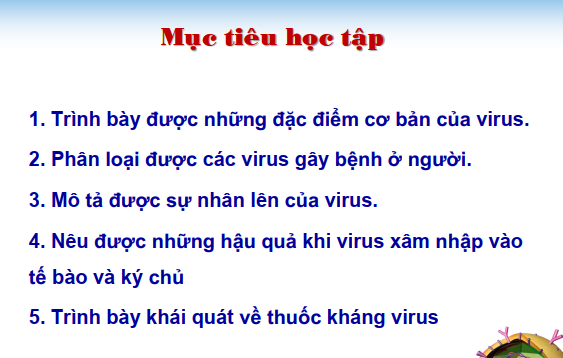 Mục tiêu học tập
1. Trình bày được những đặc điểm cơ bản của virus.
2. Phân loại được các virus gây bệnh ở người.
3. Mô tả được sự nhân lên của virus.
4. Nêu được những hậu quả khi virus xâm nhập vào
tế bào và ký chủ
5. Trình bày khái quát về thuốc kháng virus